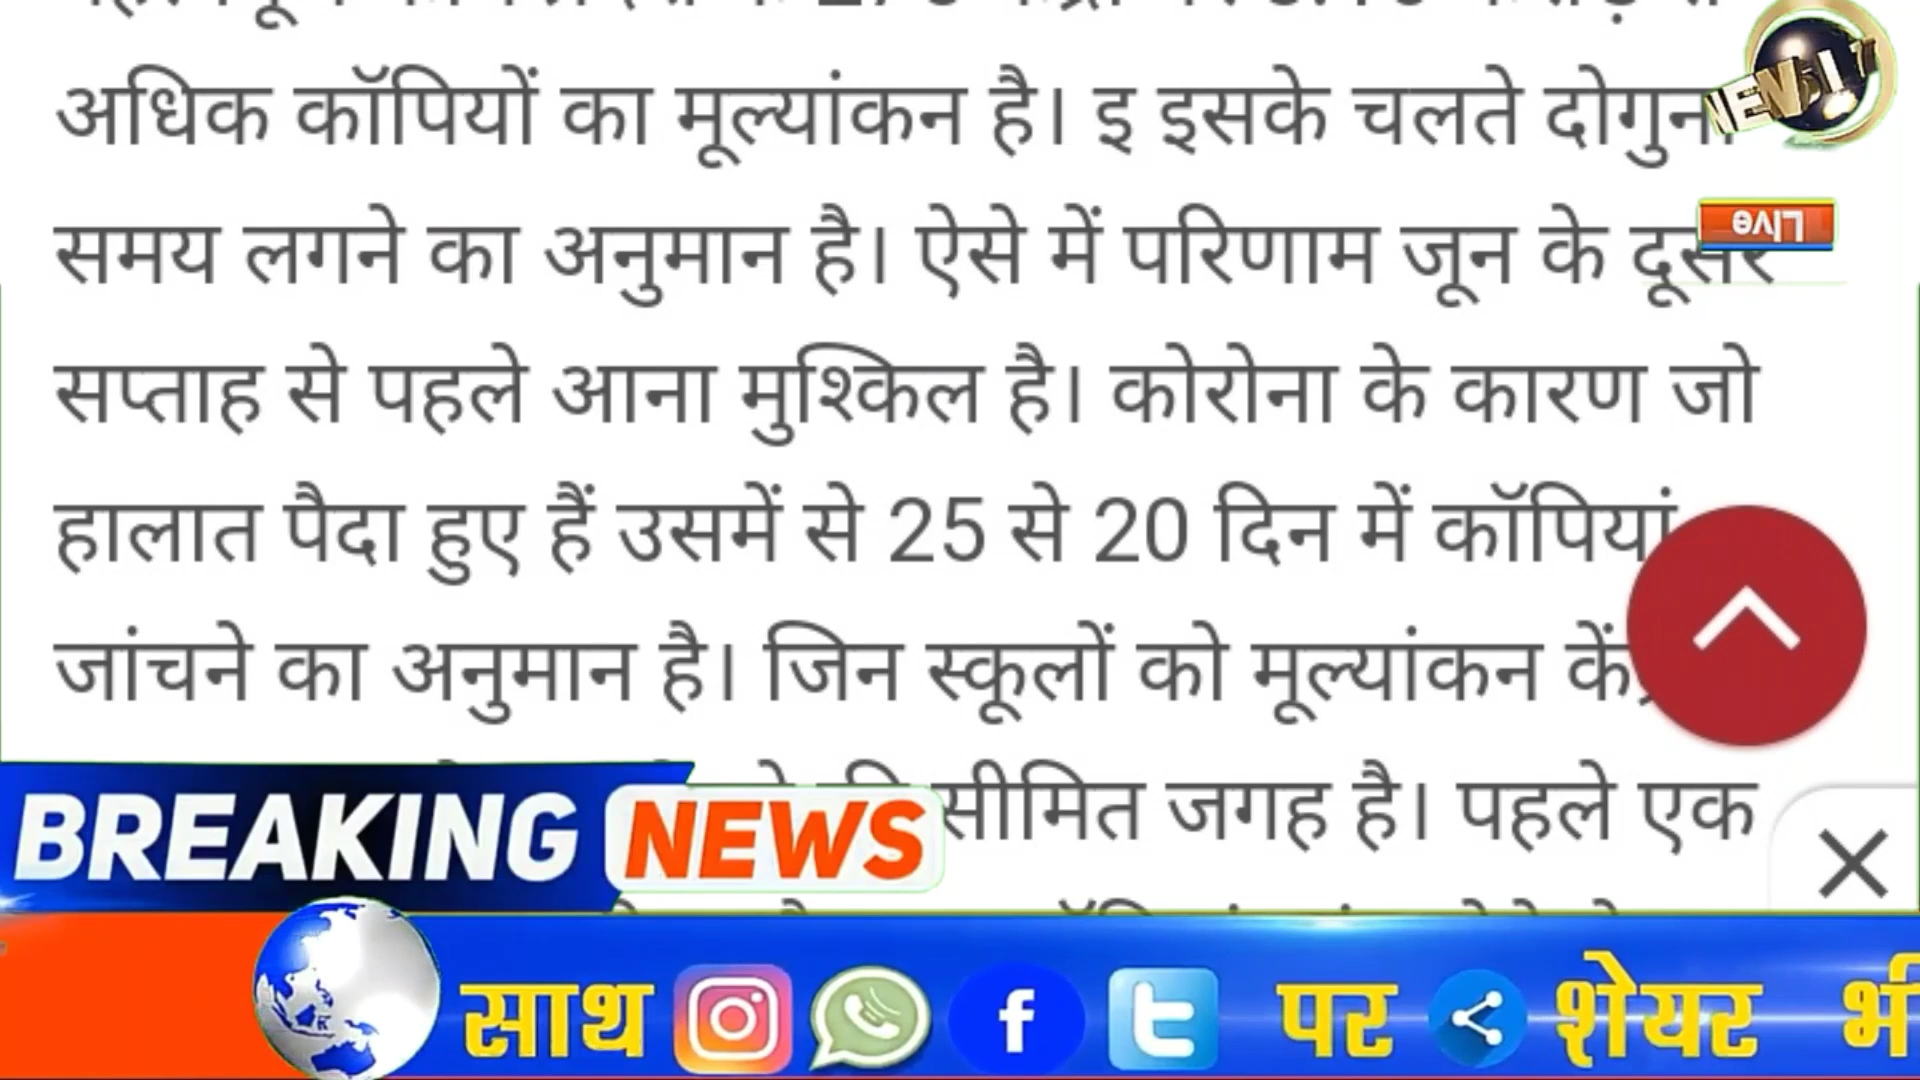 अधिक कॉपियों का मूल्यांकन है। इ इसके चलते दोगुना
समय लगने का अनुमान है। ऐसे में परिणाम जून के दूसरे
सप्ताह से पहले आना मुश्किल है। कोरोना के कारण जो
हालात पैदा हुए हैं उसमें से 25 से 20 दिन में कॉपियां
जांचने का अनुमान है। जिन स्कूलों को मूल्यांकन
सीमित जगह है। पहले एक
BREAKING NEWS
साथ पर शेयर
Live